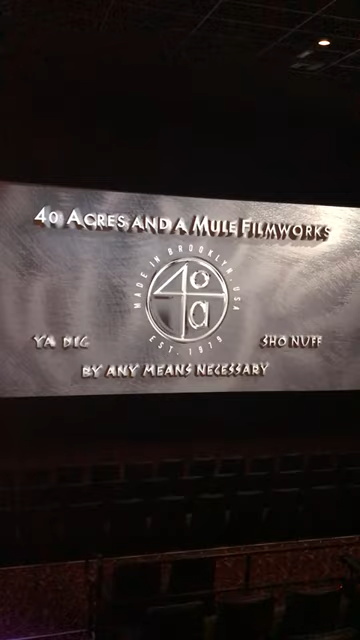 40 ACRES AND A MULE FILMWORKS
MADE IN BROOKLYN, USA
40
a
EST. 1979
YA DIG
SHO NUFF
BY ANY MEANS NECESSARY